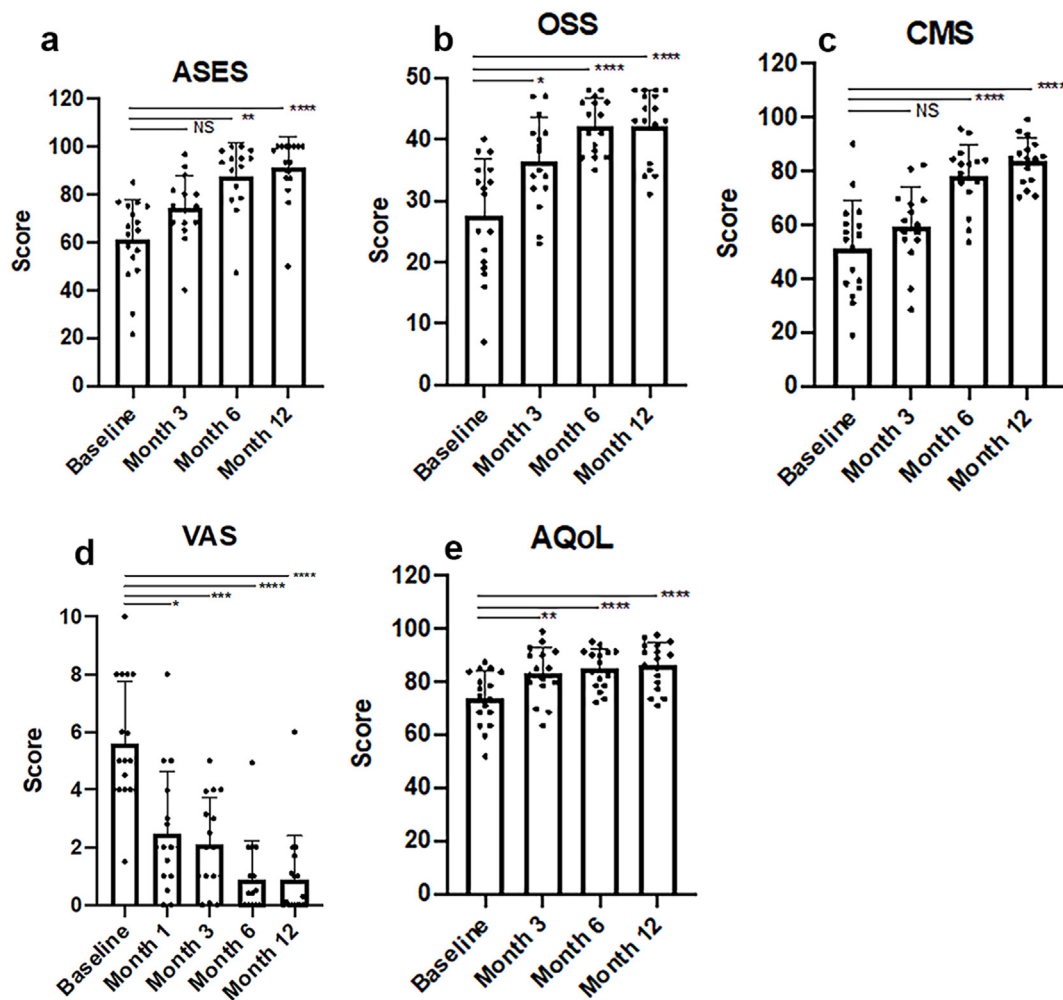 a
ASES
NS
**
****
Score
120
100
80
60
40
20
0
Baseline
Month 3
Month 6
Month 12
b
OSS
*
****
****
Score
50
40
30
20
10
0
Baseline
Month 3
Month 6
Month 12
c
CMS
NS
****
****
Score
120
100
80
60
40
20
0
Baseline
Month 3
Month 6
Month 12
d
VAS
*
***
****
****
Score
10
8
6
4
2
0
Baseline
Month 1
Month 3
Month 6
Month 12
e
AQoL
**
****
****
Score
120
100
80
60
40
20
0
Baseline
Month 3
Month 6
Month 12